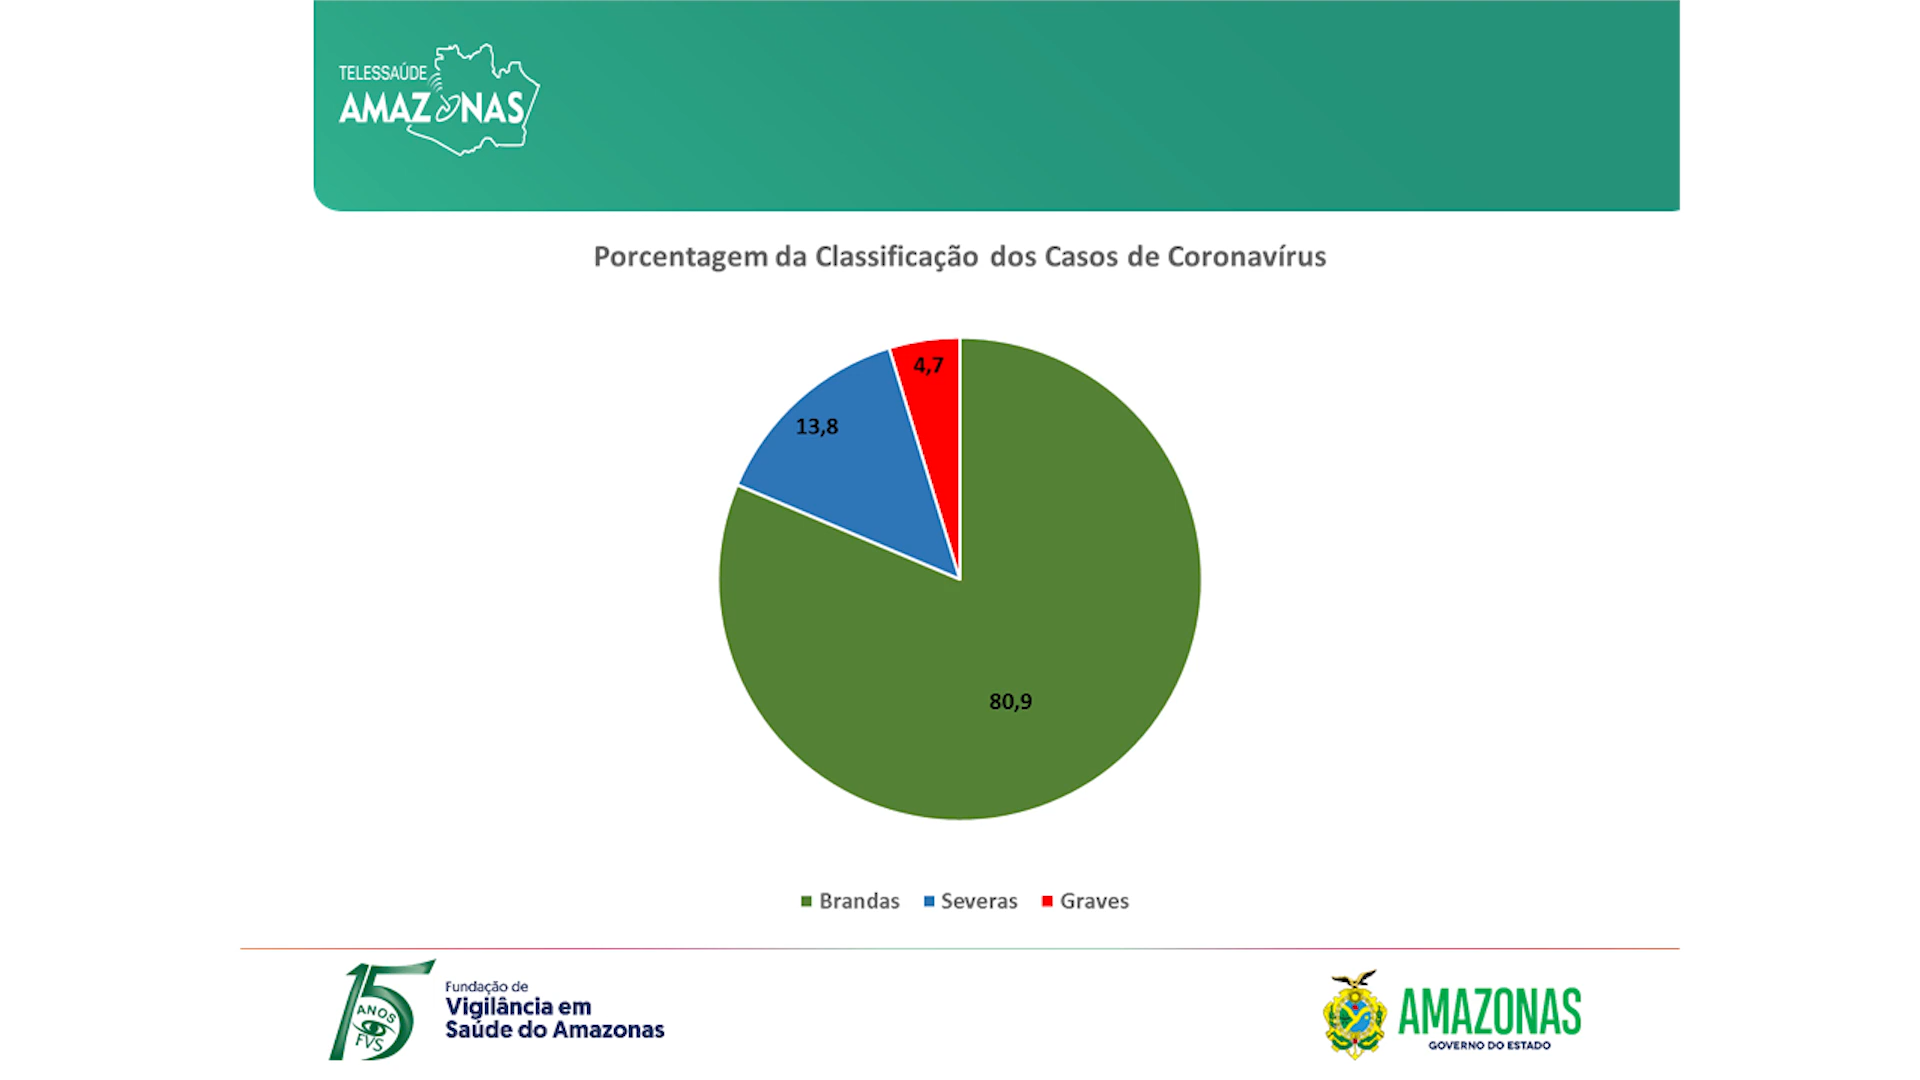 TELESSAÚDE
AMAZONAS
Porcentagem da Classificação dos Casos de Coronavírus
4,7
13,8
80,9
Brandas Severas Graves
15
ANOS
FVS
Fundação de
Vigilância em
Saúde do Amazonas
AMAZONAS
GOVERNO DO ESTADO